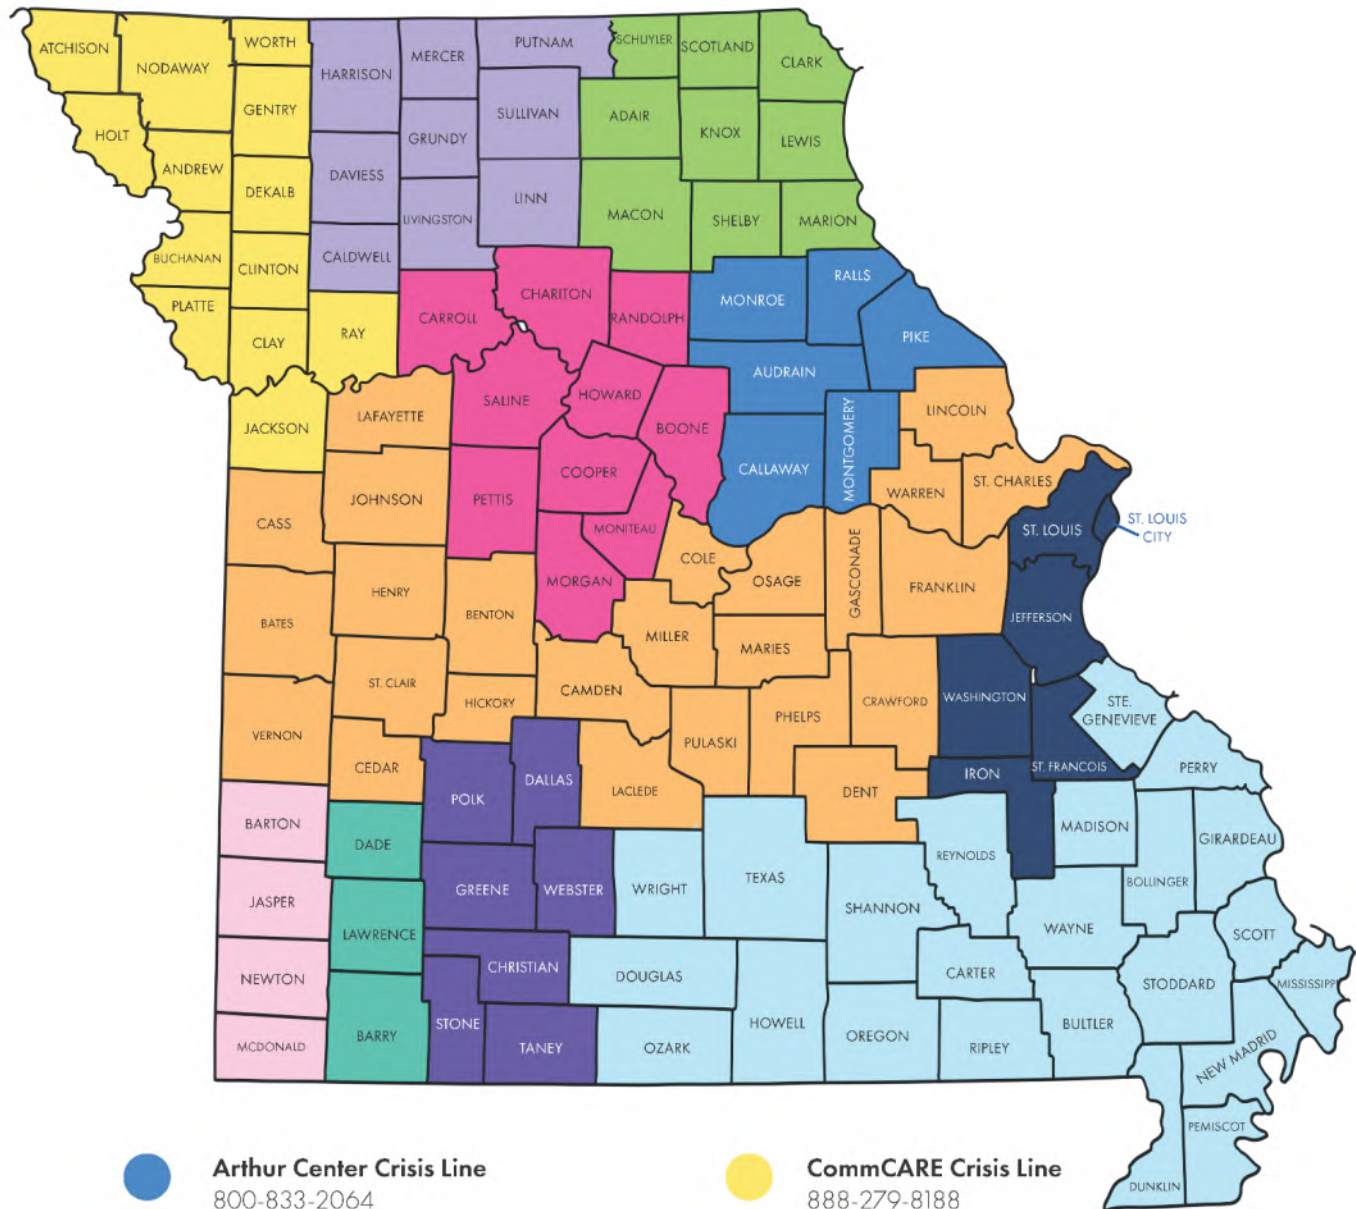 ATCHISON
NODAWAY
WORTH
HARRISON
MERCER
PUTNAM
SCHUYLER
SCOTLAND
CLARK
HOLT
GENTRY
GRUNDY
SULLIVAN
ADAIR
KNOX
LEWIS
ANDREW
DEKALB
DAVIESS
LIVINGSTON
LINN
MACON
SHELBY
MARION
BUCHANAN
CLINTON
CALDWELL
PLATTE
CLAY
RAY
CARROLL
CHARITON
RANDOLPH
MONROE
RALLS
PIKE
AUDRAIN
JACKSON
LAFAYETTE
SALINE
HOWARD
BOONE
CALLAWAY
MONTGOMERY
LINCOLN
CASS
JOHNSON
PETTIS
COOPER
MONITEAU
WARREN
ST. CHARLES
ST. LOUIS
ST. LOUIS
CITY
BATES
HENRY
BENTON
MORGAN
COLE
OSAGE
GASCONADE
FRANKLIN
JEFFERSON
MILLER
MARIES
VERNON
ST. CLAIR
HICKORY
CAMDEN
PULASKI
PHELPS
CRAWFORD
WASHINGTON
STE.
GENEVIEVE
CEDAR
POLK
DALLAS
LACLEDE
DENT
IRON
ST. FRANCOIS
PERRY
BARTON
DADE
GREENE
WEBSTER
WRIGHT
TEXAS
SHANNON
REYNOLDS
MADISON
BOLLINGER
GIRARDEAU
JASPER
LAWRENCE
CHRISTIAN
DOUGLAS
CARTER
WAYNE
STODDARD
SCOTT
MISSISSIPPI
NEWTON
MCDONALD
BARRY
STONE
TANEY
OZARK
HOWELL
OREGON
RIPLEY
BULTLER
NEW MADRID
PEMISCOT
DUNKLIN
Arthur Center Crisis Line
800-833-2064
CommCARE Crisis Line
888-279-8188